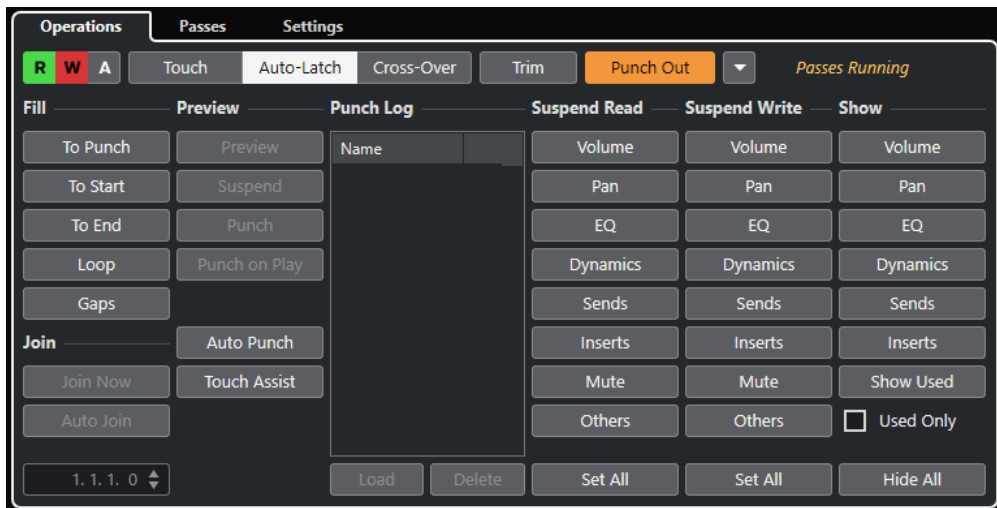 Operations Passes Settings
R W A Touch Auto-Latch Cross-Over Trim Punch Out Passes Running
Fill Preview Punch Log Suspend Read Suspend Write Show
To Punch Preview Name Volume Volume Volume
To Start Suspend Pan Pan Pan
To End Punch EQ EQ EQ
Loop Punch on Play Dynamics Dynamics Dynamics
Gaps Sends Sends Sends
Join Auto Punch Inserts Inserts Inserts
Join Now Touch Assist Mute Mute Show Used
Auto Join Others Others Used Only
1. 1. 1. 0 Load Delete Set All Set All Hide All